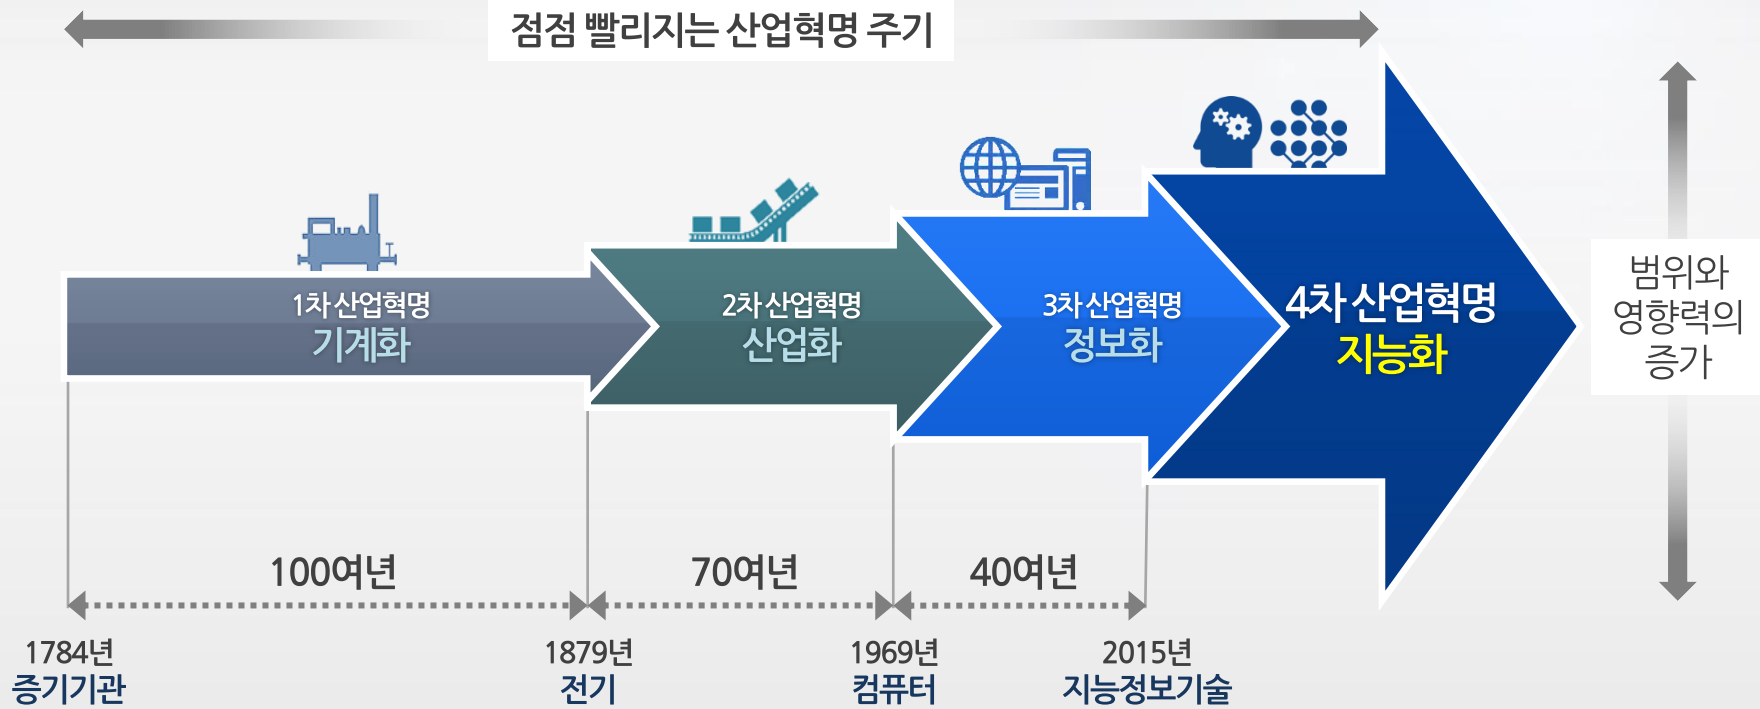 점점 빨리지는 산업혁명 주기
1차 산업혁명
기계화
2차 산업혁명
산업화
3차 산업혁명
정보화
4차 산업혁명
지능화
범위와
영향력의
증가
100여년
70여년
40여년
1784년
증기기관
1879년
전기
1969년
컴퓨터
2015년
지능정보기술